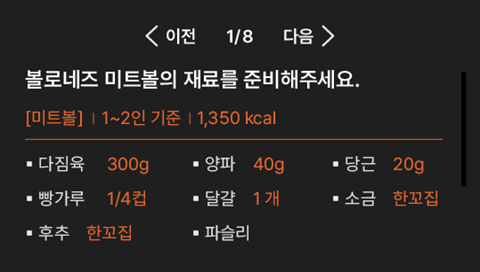 이전 1/8 다음
볼로네즈 미트볼의 재료를 준비해주세요.
[미트볼] | 1~2인 기준 | 1,350 kcal
▪ 다짐육 300g ▪ 양파 40g ▪ 당근 20g
▪ 빵가루 1/4컵 ▪ 달걀 1 개 ▪ 소금 한꼬집
▪ 후추 한꼬집 ▪ 파슬리